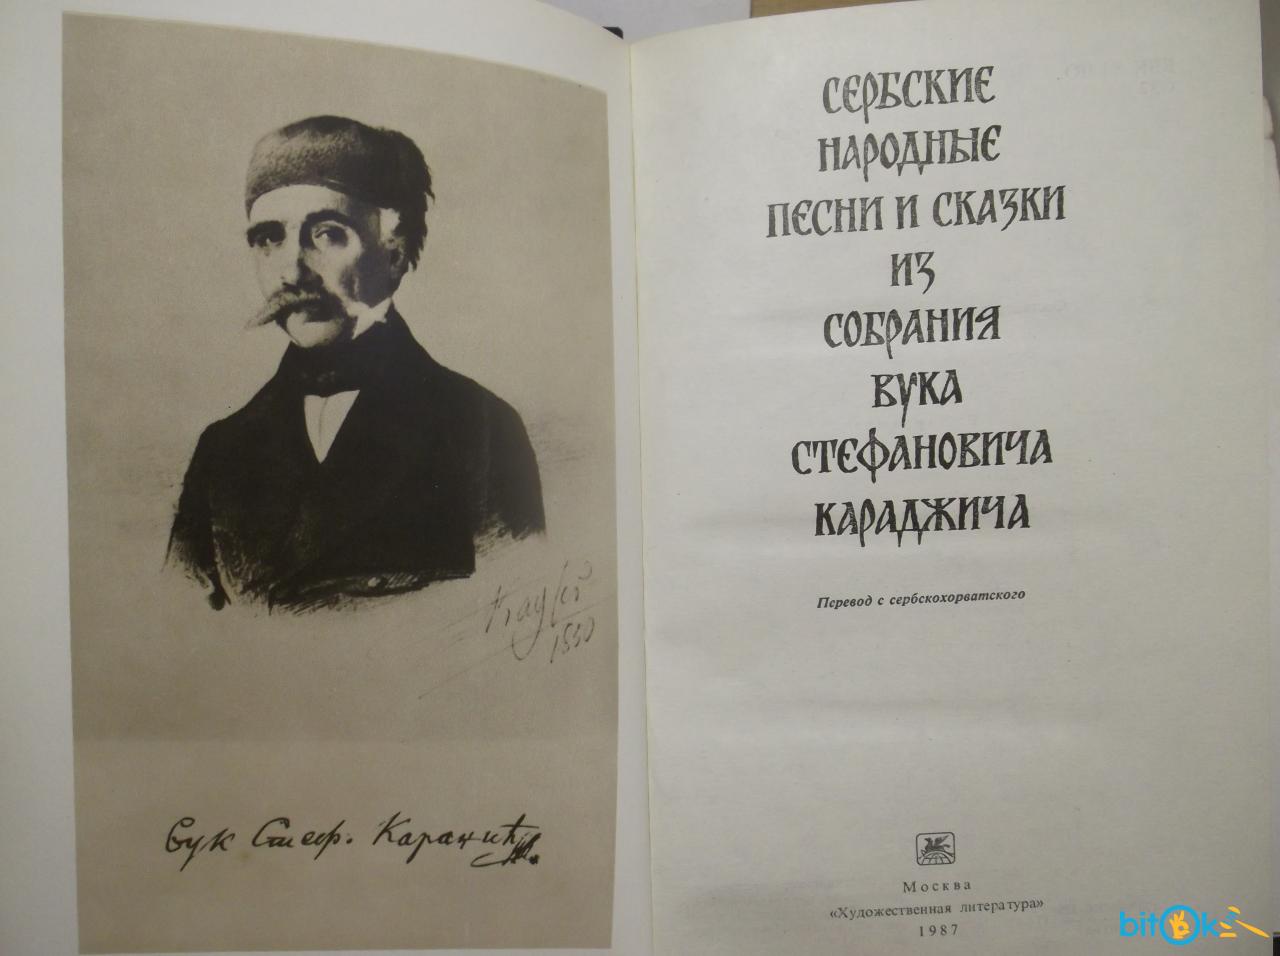 1850
Вук Стеф. Караџић
СЕРБСКИЕ
НАРОДНЫЕ
ПЕСНИ И СКАЗКИ
ИЗ
СОБРАНИЯ
ВУКА
СТЕФАНОВИЧА
КАРАДЖИЧА
Перевод с сербскохорватского
Москва
«Художественная литература»
1987
bitOk